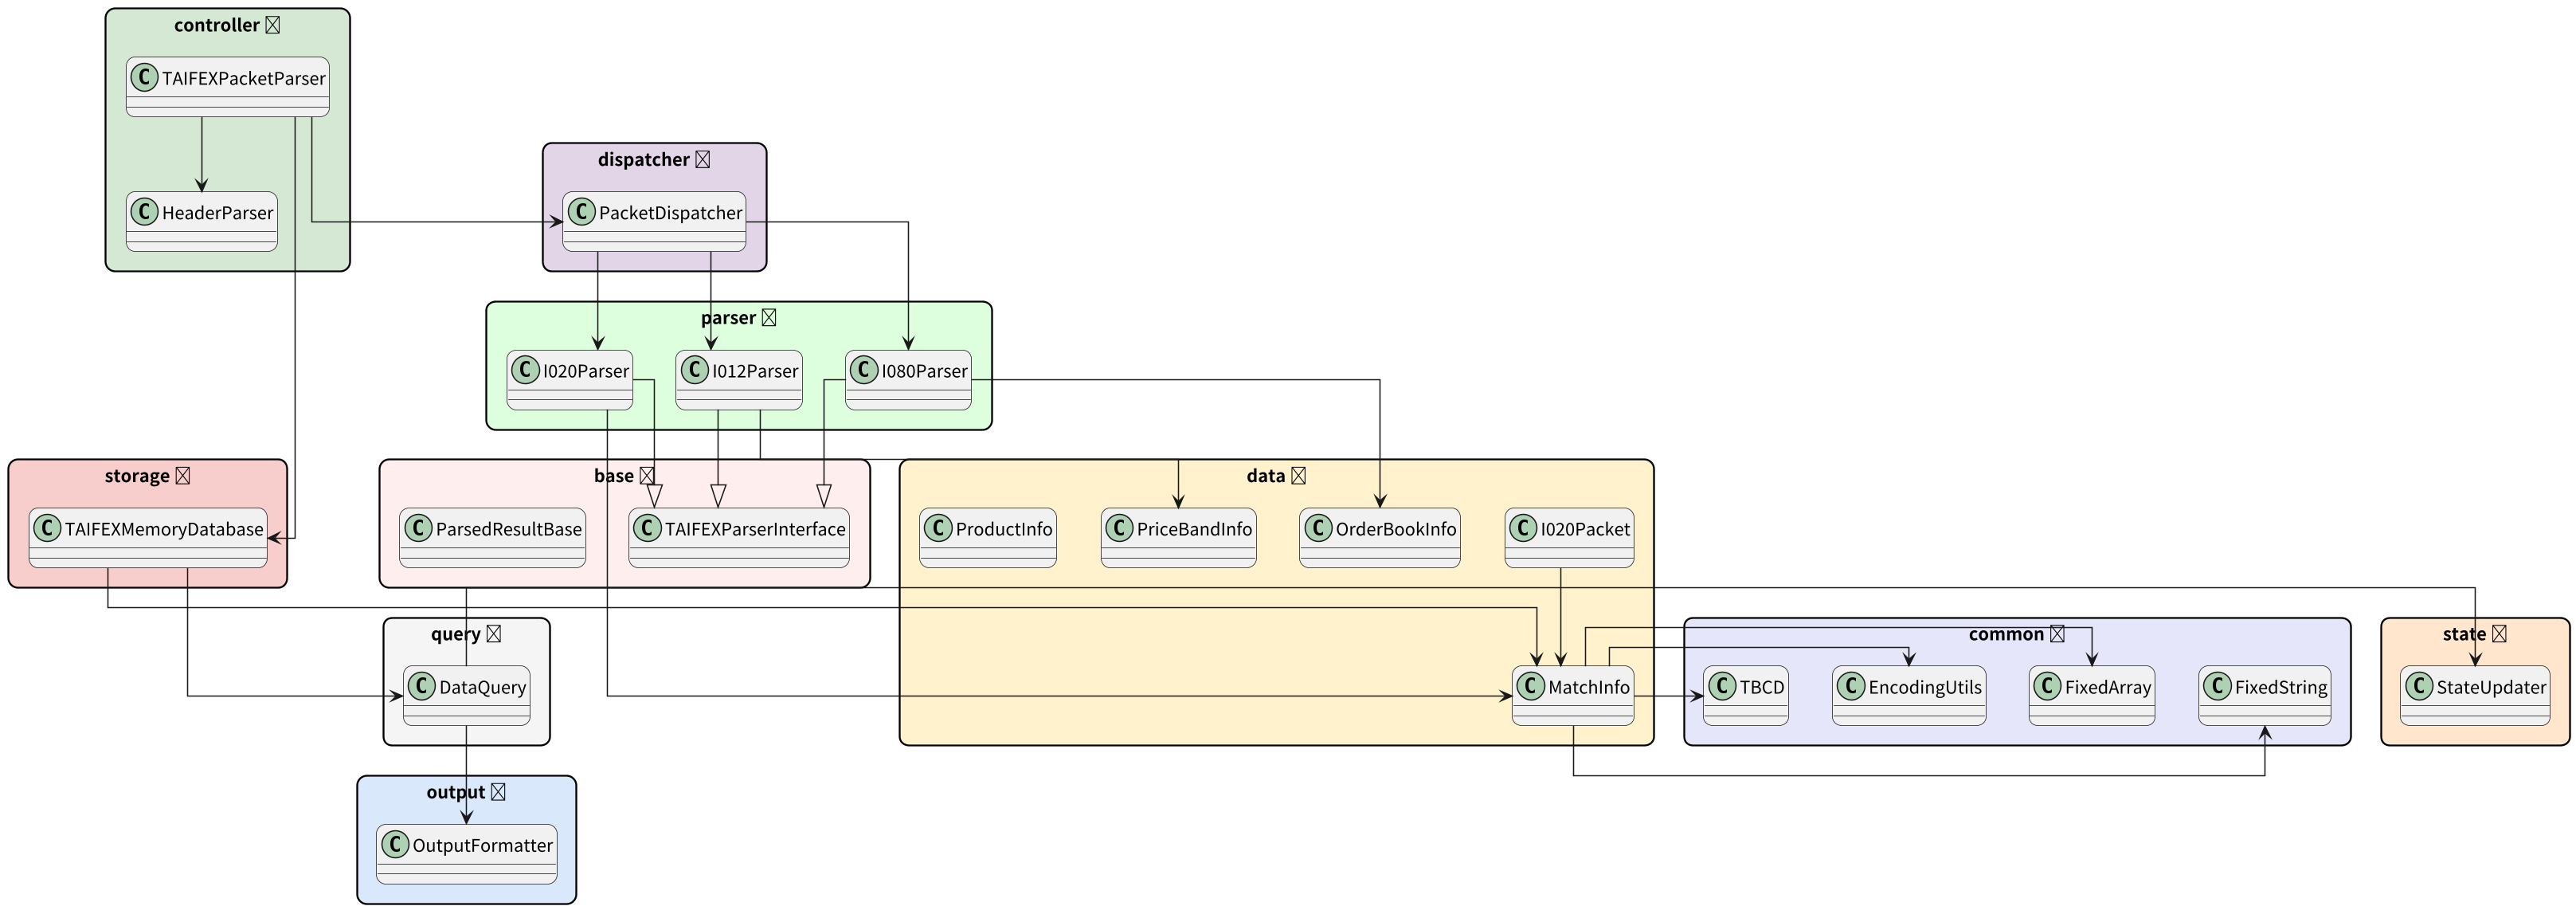 controller
C TAIFEXPacketParser
C HeaderParser
dispatcher
C PacketDispatcher
parser
C I020Parser
C I012Parser
C I080Parser
storage
C TAIFEXMemoryDatabase
base
C ParsedResultBase
C TAIFEXParserInterface
data
C ProductInfo
C PriceBandInfo
C OrderBookInfo
C I020Packet
C MatchInfo
query
C DataQuery
common
C TBCD
C EncodingUtils
C FixedArray
C FixedString
state
C StateUpdater
output
C OutputFormatter